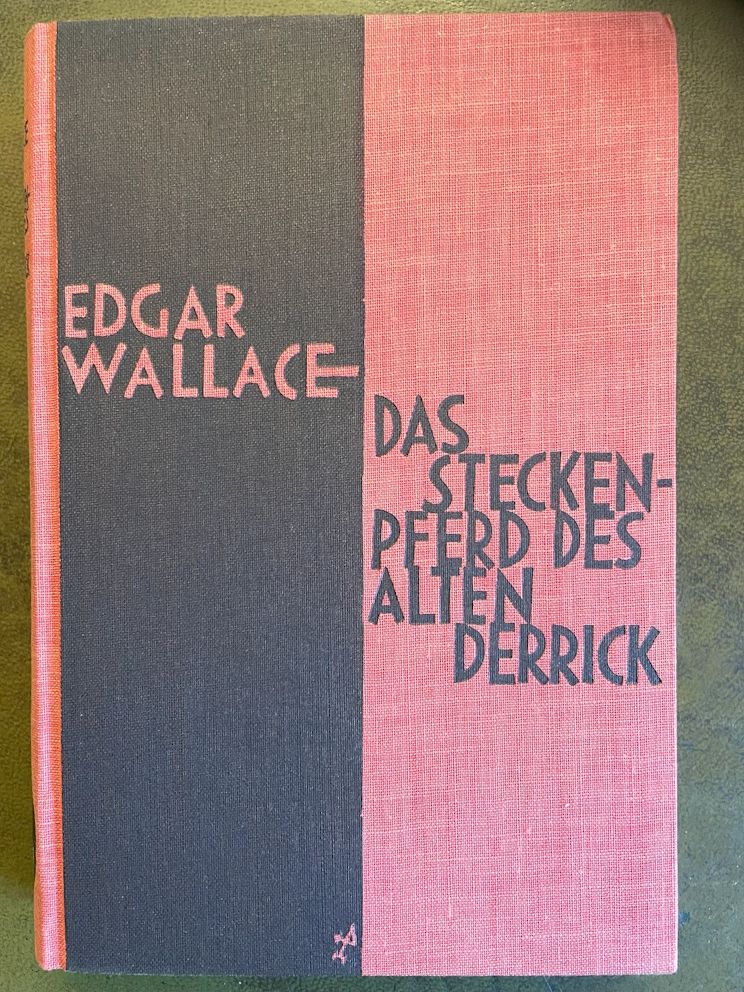 EDGAR
WALLACE—
DAS
STECKEN-
PFERD DES
ALTEN
DERRICK